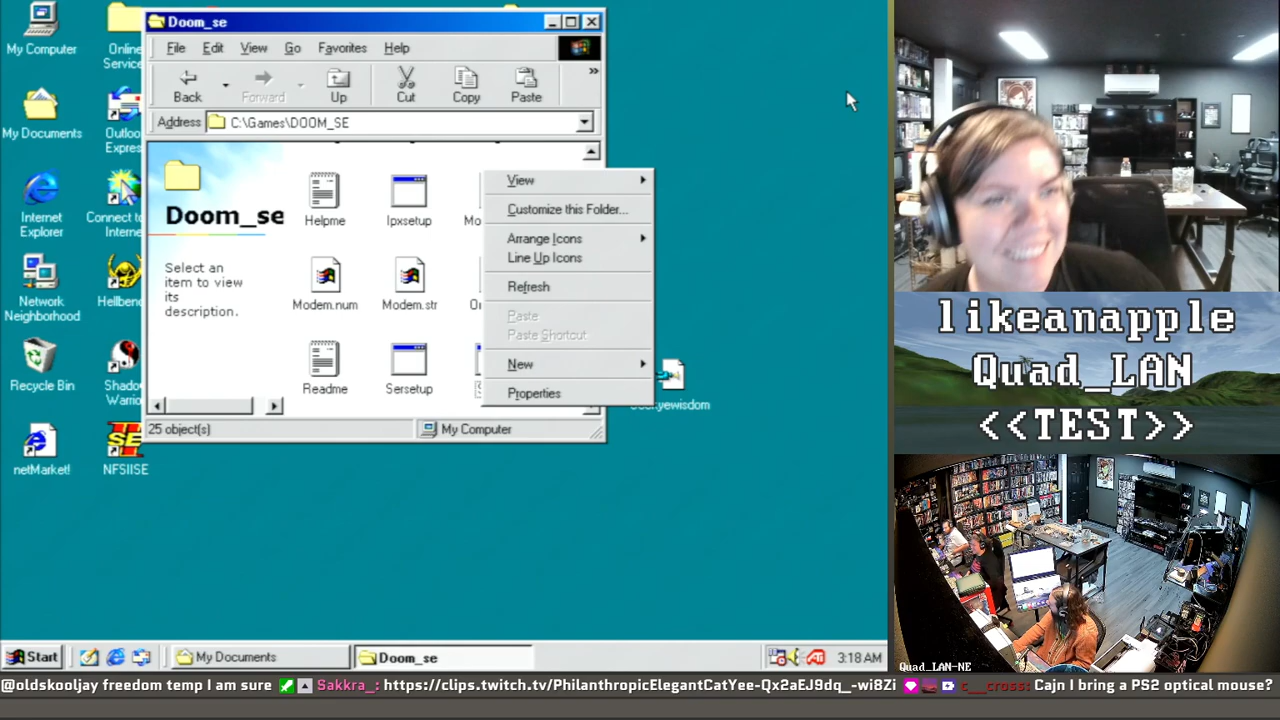 My Computer
Online
Services
My Documents
Outlook
Express
Internet
Explorer
Connect to
Internet
Network
Neighborhood
Hellbend
Recycle Bin
Shado
Warrio
netMarket!
NFSIISE
Doom_se
File Edit View Go Favorites Help
Back Forward Up Cut Copy Paste »
Address C:\Games\DOOM_SE
Doom_se
Select an
item to view
its
description.
Helpme Ipxsetup Mo
Modem.num Modem.str
Readme Sersetup
25 object(s) My Computer
View
Customize this Folder...
Arrange Icons
Line Up Icons
Refresh
Paste
Paste Shortcut
New
Properties
Start My Documents Doom_se 3:18 AM
likeanapple
Quad_LAN
<<TEST>>
Quad_LAN-NE
@oldskooljay freedom temp I am sure Sakkra_: https://clips.twitch.tv/PhilanthropicElegantCatYee-Qx2aEJ9dq_-wi8Zi c__cross: Cajn I bring a PS2 optical mouse?